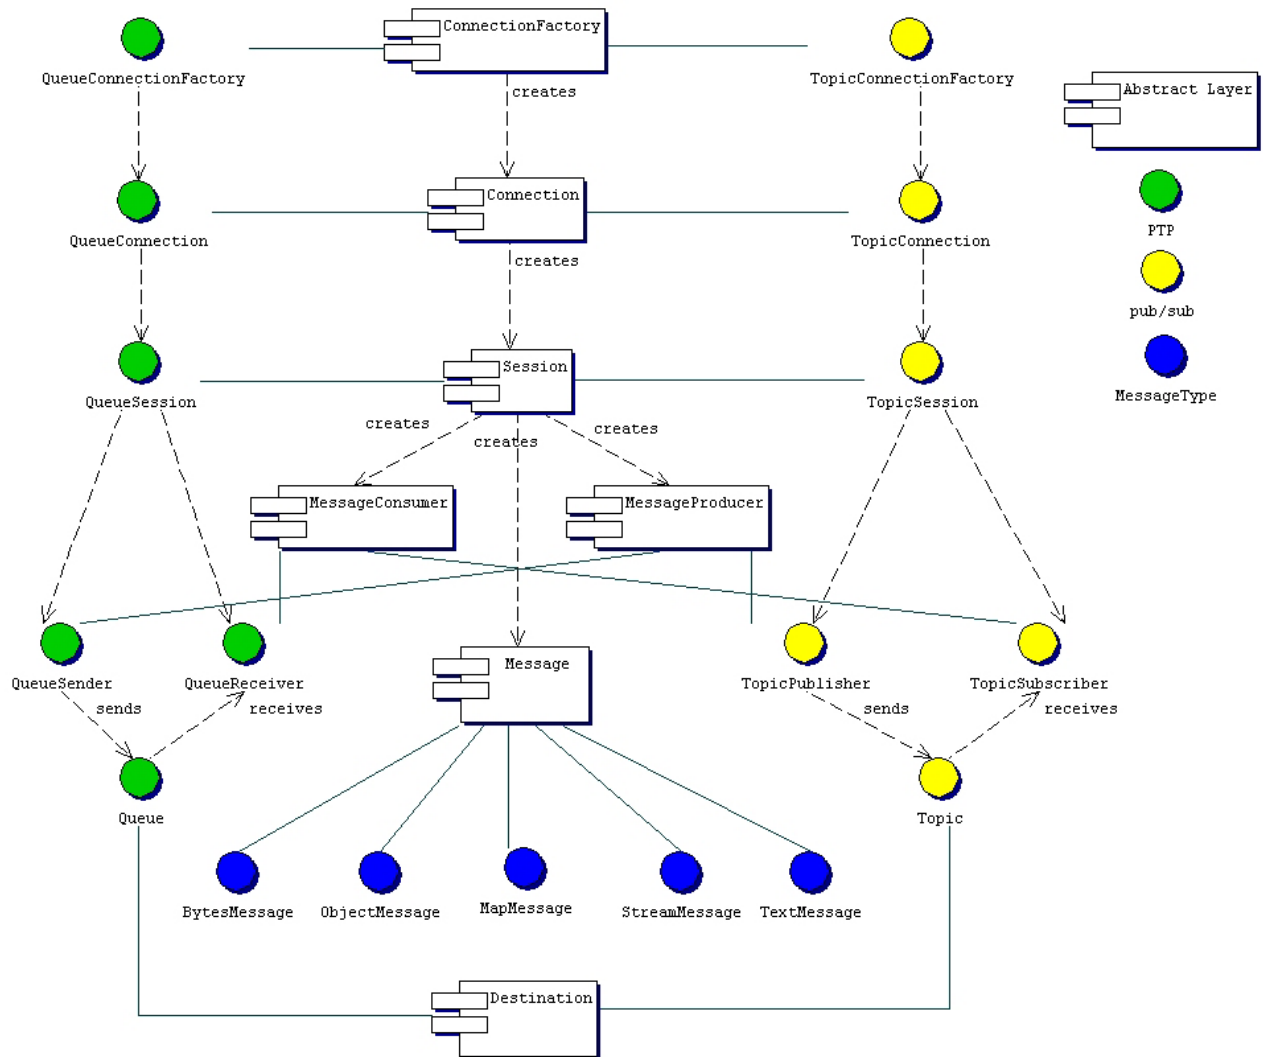 ConnectionFactory
QueueConnectionFactory
TopicConnectionFactory
creates
Abstract Layer
Connection
PTP
QueueConnection
TopicConnection
creates
pub/sub
Session
MessageType
QueueSession
TopicSession
creates
creates
creates
MessageConsumer
MessageProducer
Message
QueueSender
QueueReceiver
TopicPublisher
TopicSubscriber
sends
receives
sends
receives
Queue
Topic
BytesMessage
ObjectMessage
MapMessage
StreamMessage
TextMessage
Destination